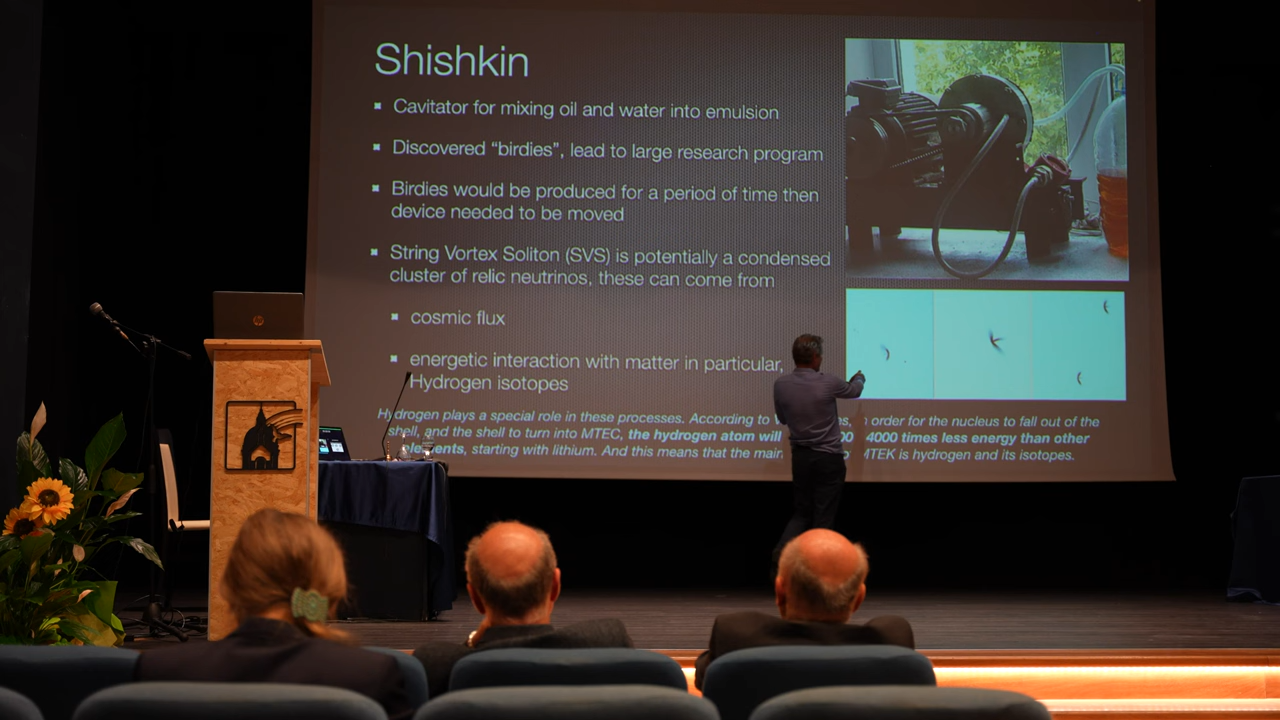 Shishkin
Cavitator for mixing oil and water into emulsion
Discovered “birdies”, lead to large research program
Birdies would be produced for a period of time then
device needed to be moved
String Vortex Soliton (SVS) is potentially a condensed
cluster of relic neutrinos, these can come from
cosmic flux
energetic interaction with matter in particular,
Hydrogen isotopes
Hydrogen plays a special role in these processes. According to order for the nucleus to fall out of the
shell, and the shell to turn into MTEC, the hydrogen atom will 4000 times less energy than other
elements, starting with lithium. And this means that the main MTEK is hydrogen and its isotopes.
hp